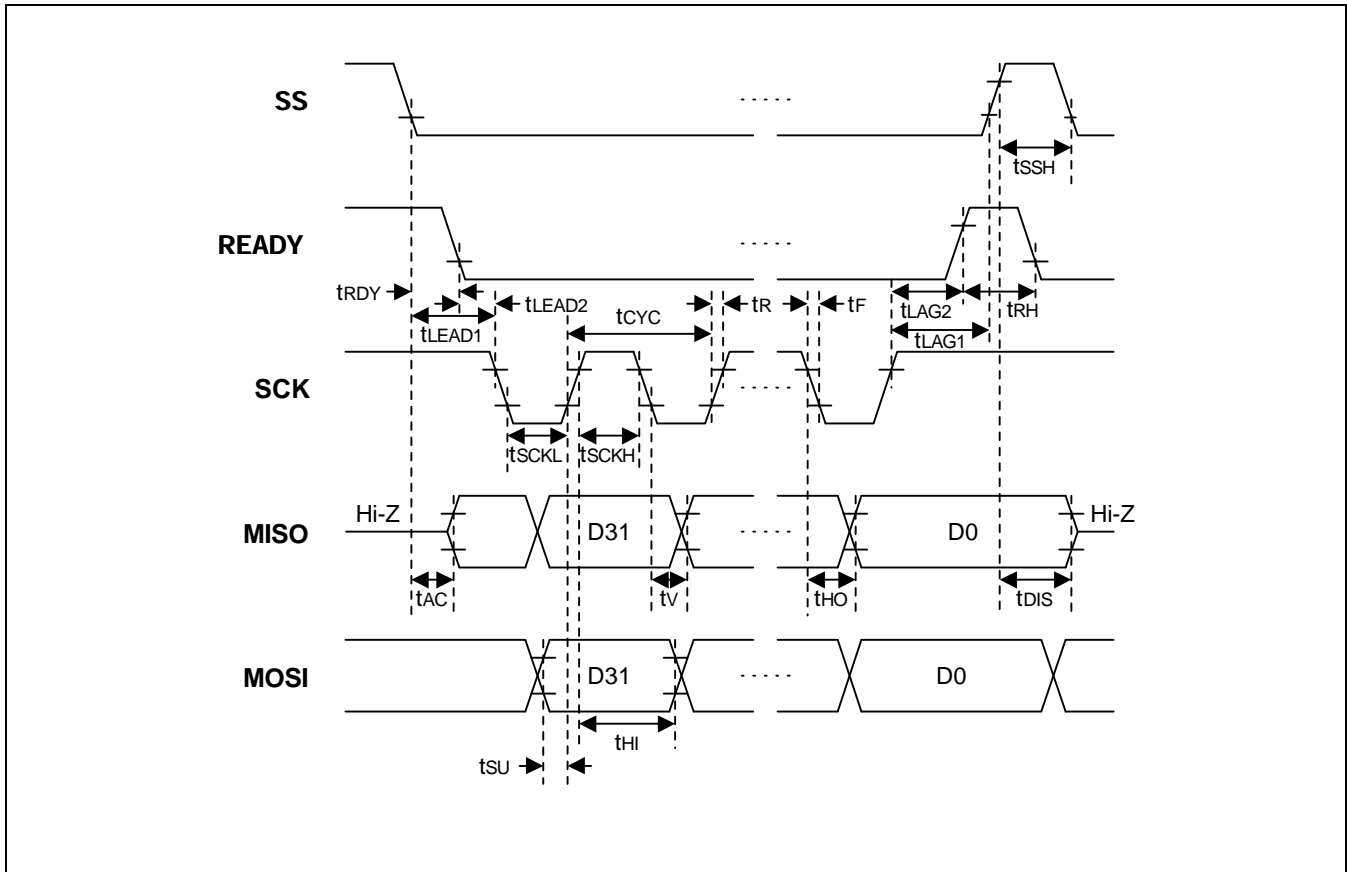 SS
.....
tSSH
READY
.....
tRDY
tLEAD2
tR
tF
tLAG2
tRH
tLEAD1
tCYC
tLAG1
SCK
.....
tSCKL
tSCKH
Hi-Z
MISO
D31
.....
D0
Hi-Z
tAC
tV
tHO
tDIS
MOSI
D31
.....
D0
tHI
tSU